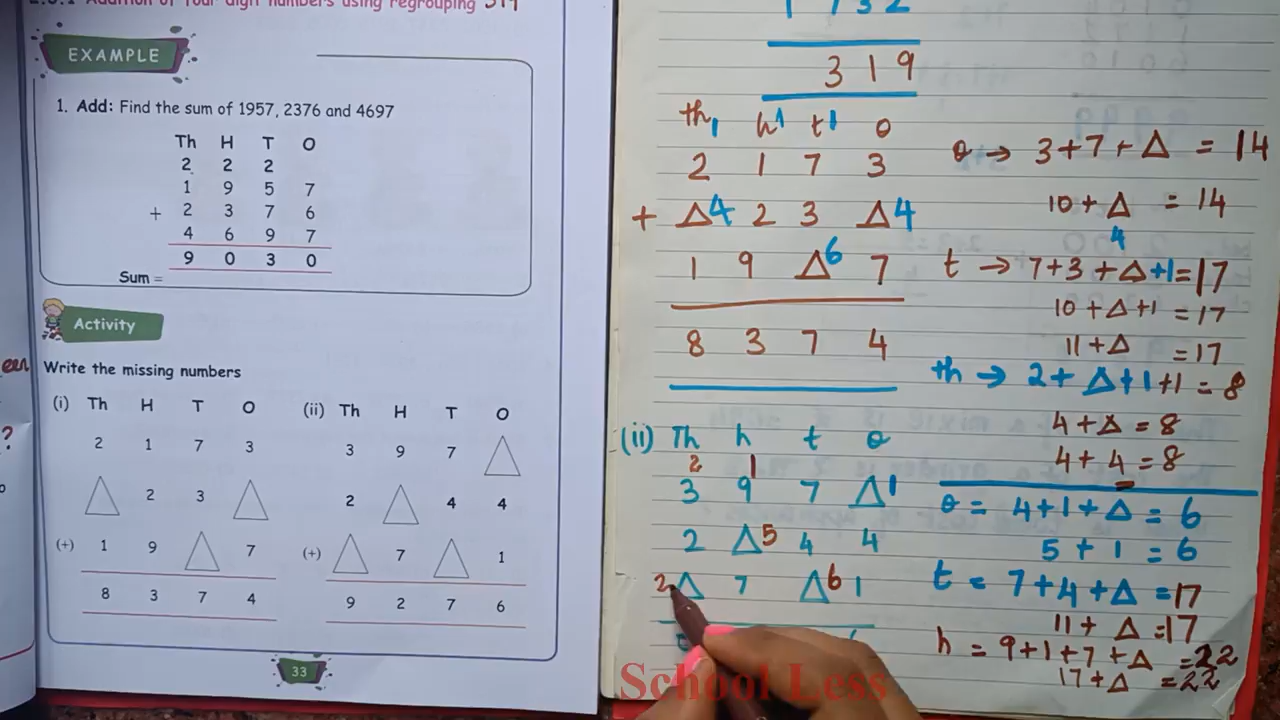 Addition of four digit numbers using regrouping
EXAMPLE
1. Add: Find the sum of 1957, 2376 and 4697
Th H T O
2 2 2
1 9 5 7
+ 2 3 7 6
4 6 9 7
9 0 3 0
Sum =
Activity
een
?
Write the missing numbers
(i) Th H T O
2 1 7 3
△ 2 3 △
(+) 1 9 △ 7
8 3 7 4
(ii) Th H T O
3 9 7 △
2 △ 4 4
(+) △ 7 △ 1
9 2 7 6
33
3 1 9
th1 h1 t1 o
2 1 7 3
+ △4 2 3 △4
1 9 △6 7
8 3 7 4
(ii) Th h t o
2 1
3 9 7 △1
2 △5 4 4
2△ 7 △6 1
o → 3+7+△ = 14
10+△ = 14
4
t → 7+3+△+1=17
10+△+1 =17
11+△ =17
th → 2+△+1+1=8
4+△=8
4+4=8
o = 4+1+△=6
5+1=6
t = 7+4+△=17
11+△=17
h = 9+1+7+△=22
17+△=22
School Less